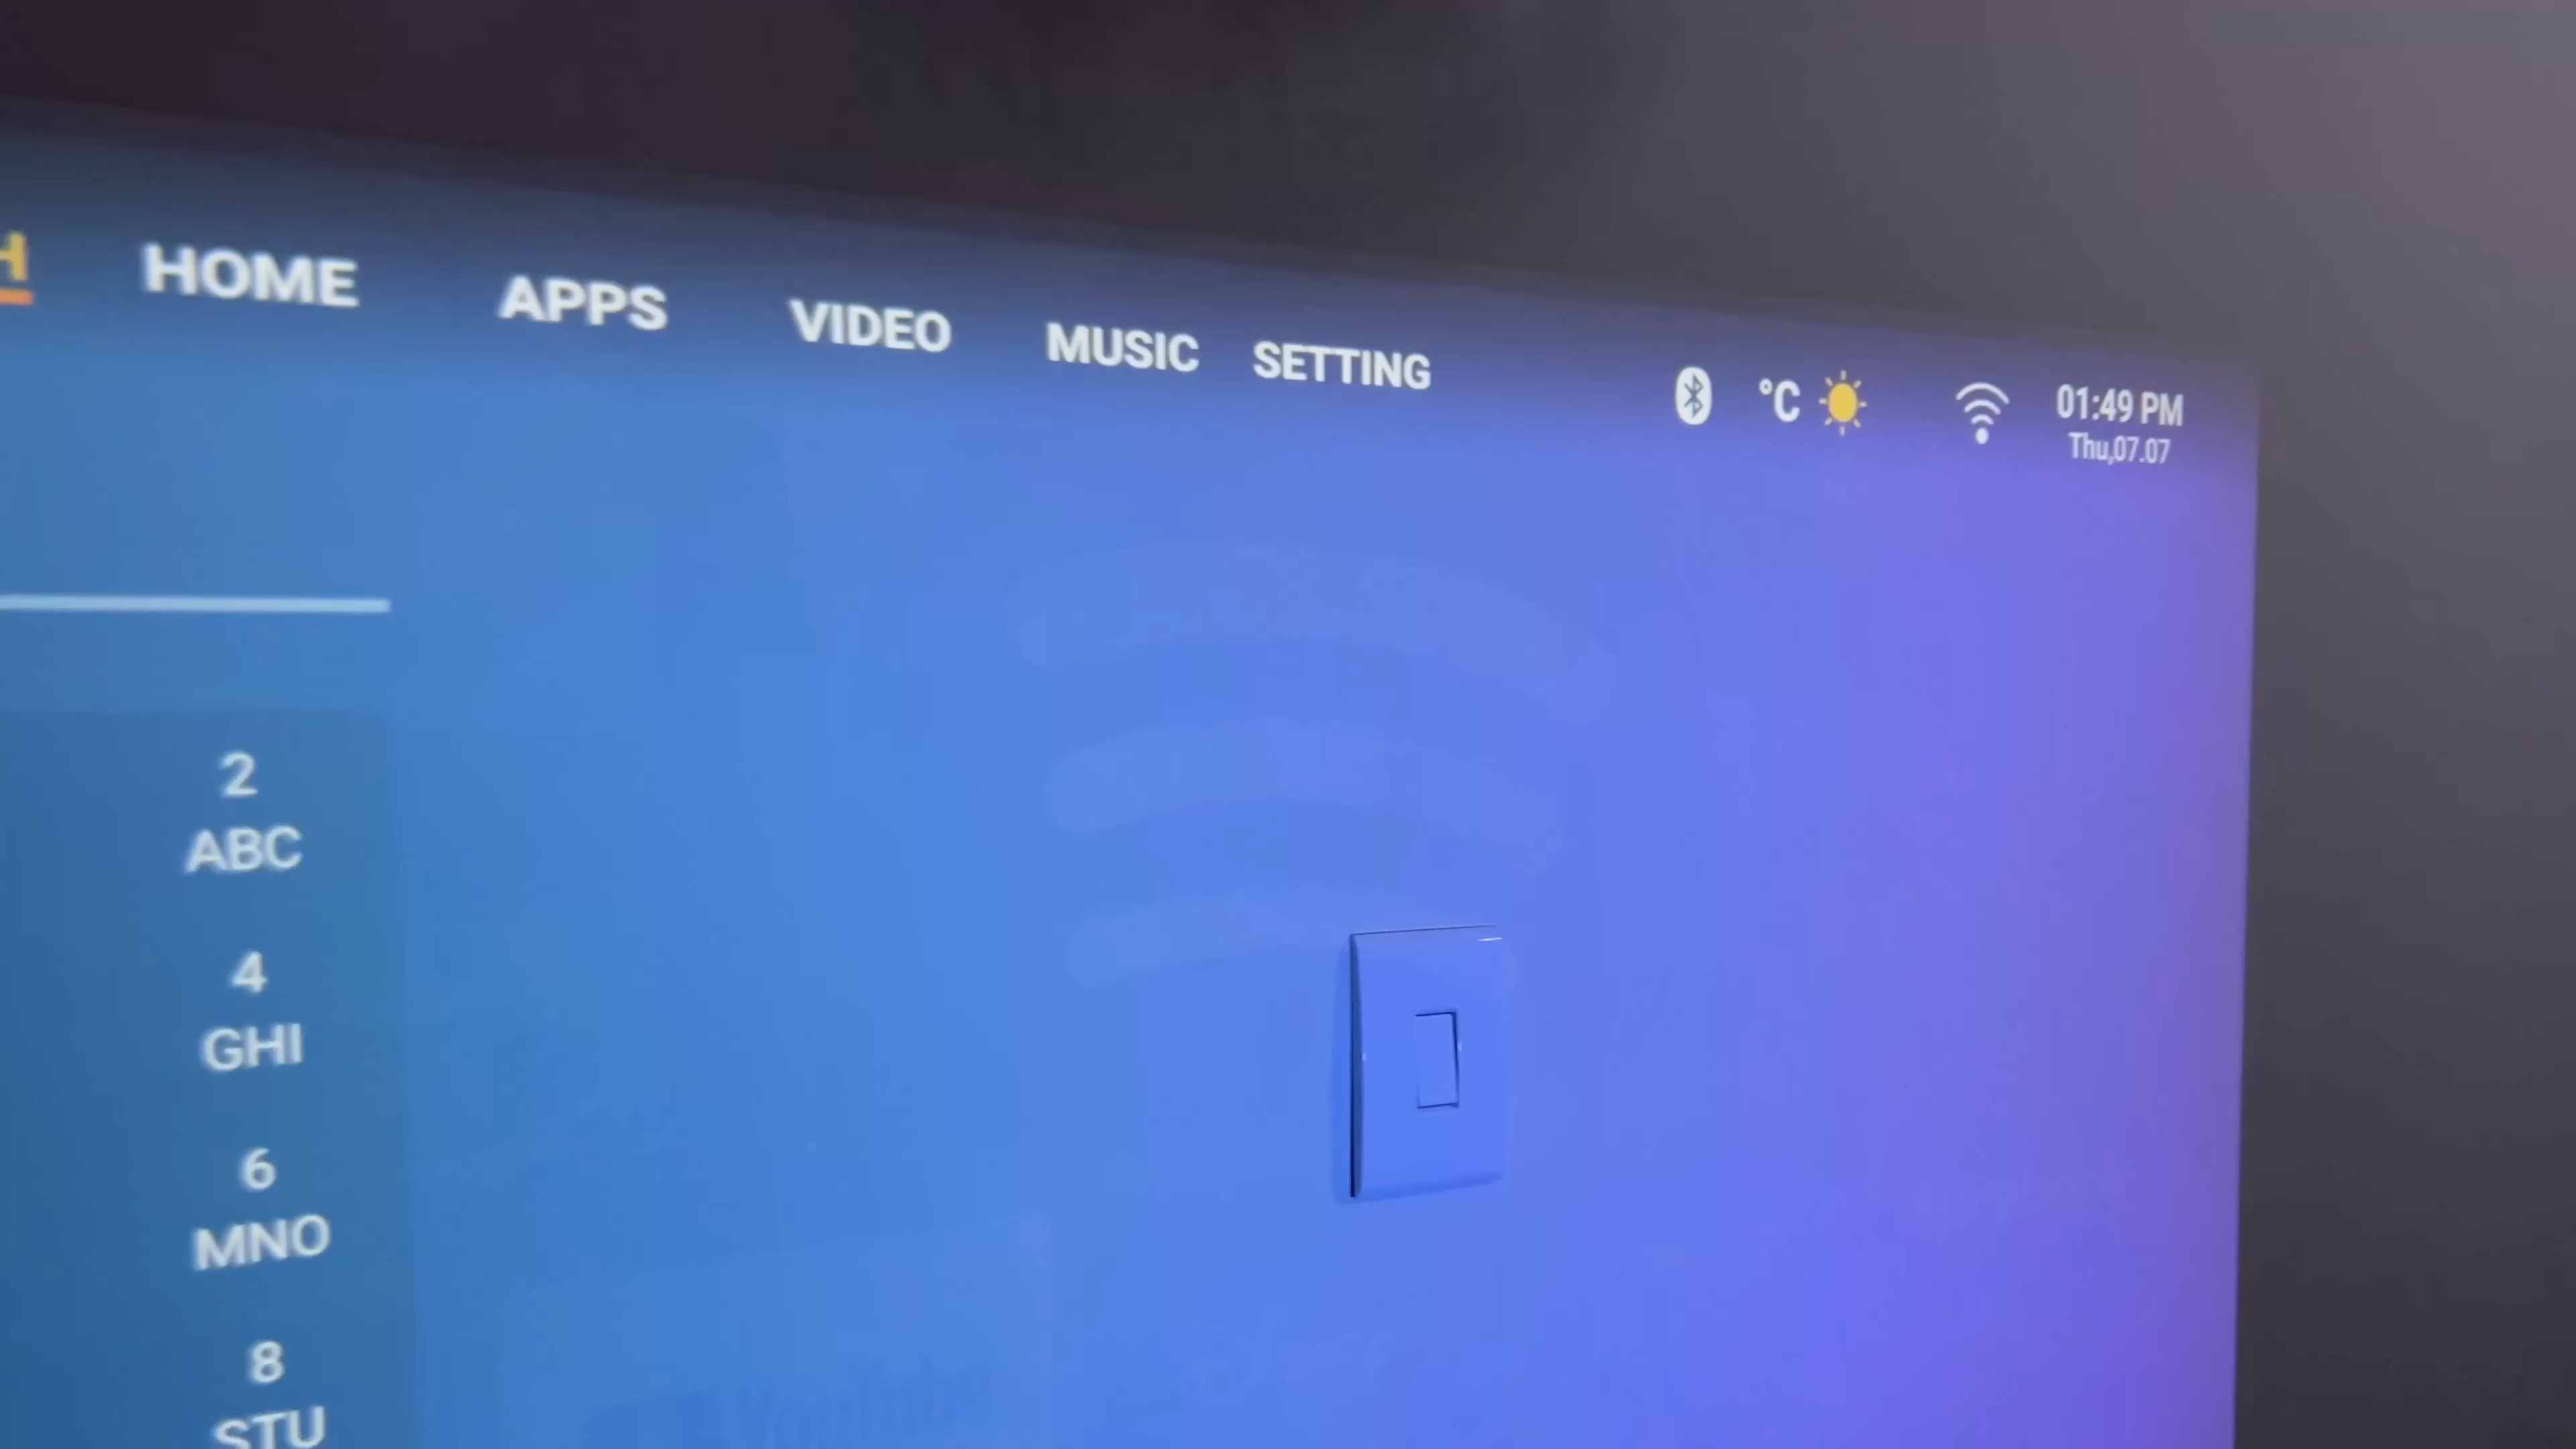 H HOME APPS VIDEO MUSIC SETTING °C 01:49 PM
Thu,07.07
2
ABC
4
GHI
6
MNO
8
STU
YouTube